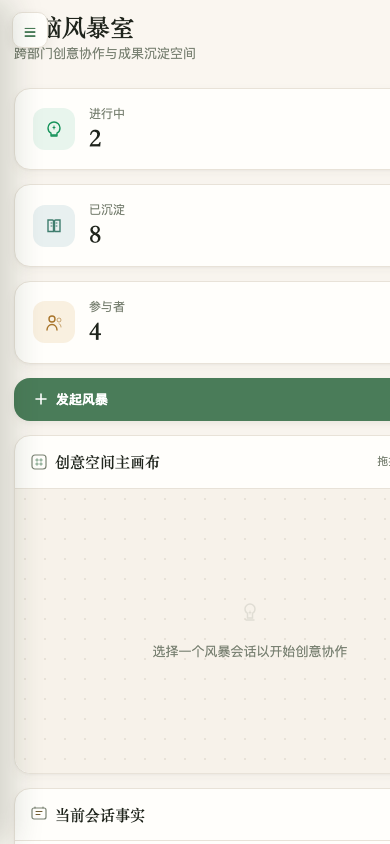 脑风暴室
跨部门创意协作与成果沉淀空间
进行中
2
已沉淀
8
参与者
4
发起风暴
创意空间主画布
选择一个风暴会话以开始创意协作
当前会话事实